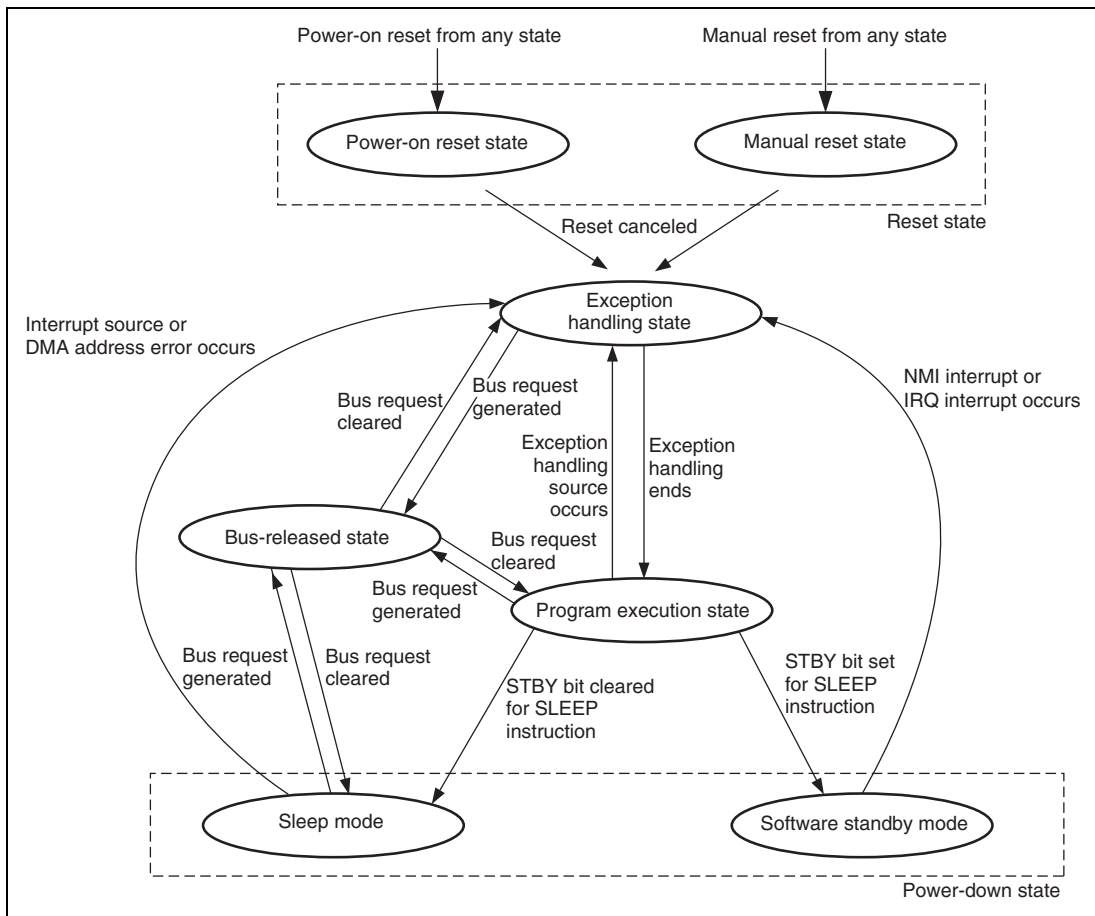 Power-on reset from any state
Manual reset from any state
Power-on reset state
Manual reset state
Reset state
Reset canceled
Exception
handling state
Interrupt source or
DMA address error occurs
NMI interrupt or
IRQ interrupt occurs
Bus request
cleared
Bus request
generated
Exception
handling
source
occurs
Exception
handling
ends
Bus-released state
Bus request
cleared
Bus request
generated
Program execution state
Bus request
generated
Bus request
cleared
STBY bit cleared
for SLEEP
instruction
STBY bit set
for SLEEP
instruction
Sleep mode
Software standby mode
Power-down state